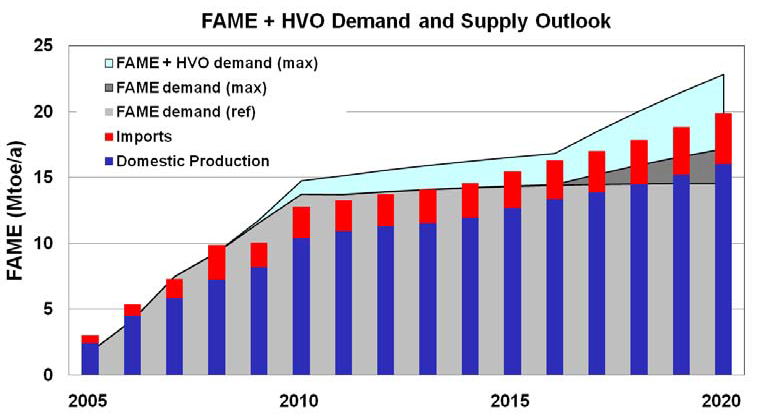 FAME + HVO Demand and Supply Outlook
25
20
15
10
5
0
FAME (Mtoe/a)
FAME + HVO demand (max)
FAME demand (max)
FAME demand (ref)
Imports
Domestic Production
2005 2010 2015 2020